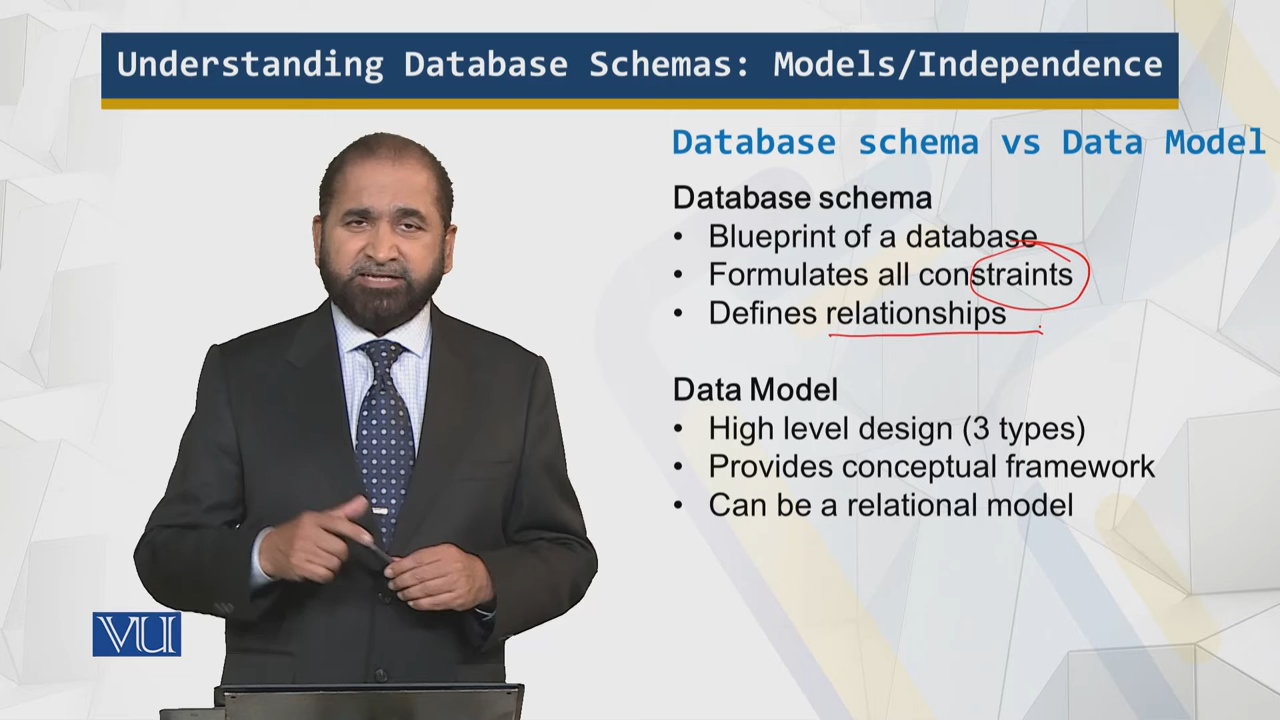 Understanding Database Schemas: Models/Independence
Database schema vs Data Model
Database schema
• Blueprint of a database
• Formulates all constraints
• Defines relationships
Data Model
• High level design (3 types)
• Provides conceptual framework
• Can be a relational model
VU